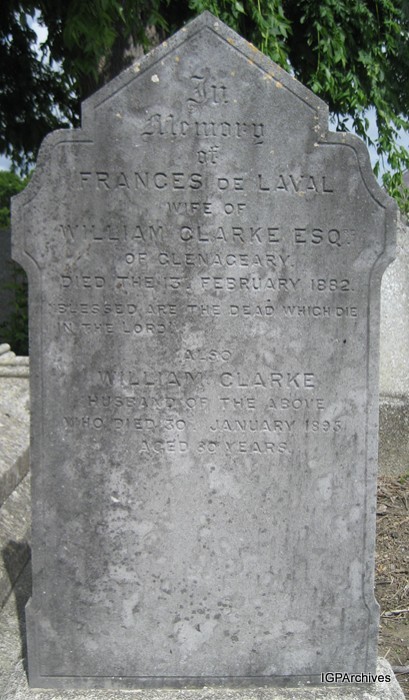 In
Memory
of
FRANCES DE LAVAL
WIFE OF
WILLIAM CLARKE ESQ.
OF GLENAGEARY,
DIED THE 13. FEBRUARY 1882.
"BLESSED ARE THE DEAD WHICH DIE
IN THE LORD."
ALSO
WILLIAM CLARKE
HUSBAND OF THE ABOVE
WHO DIED 30. JANUARY 1895,
AGED 80 YEARS.
IGPArchives